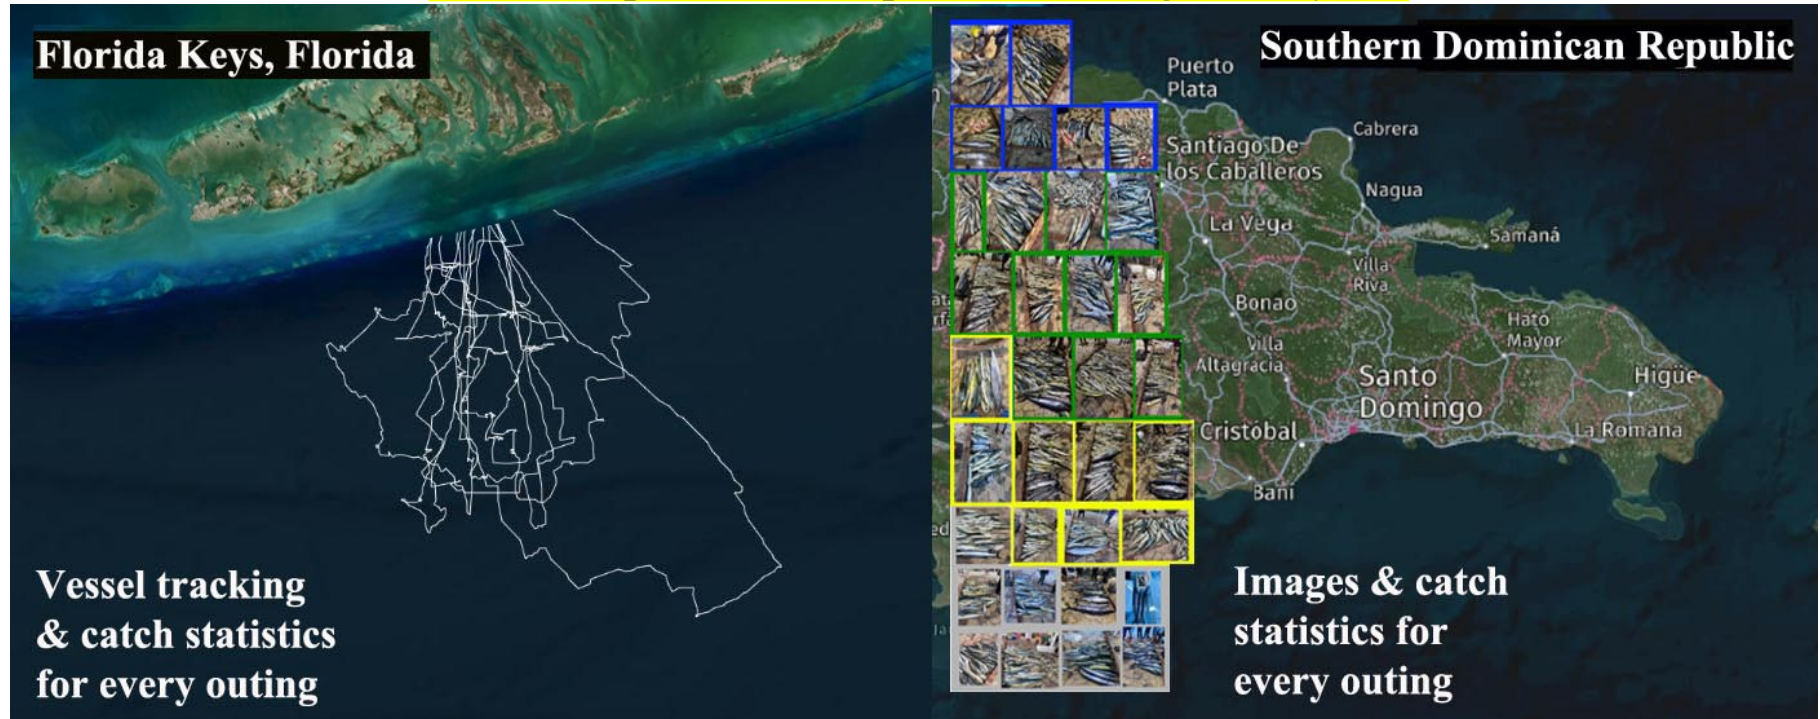 Florida Keys, Florida
Vessel tracking
& catch statistics
for every outing
Southern Dominican Republic
Puerto
Plata
Cabrera
Santiago De
los Caballeros
Nagua
La Vega
Samaná
Villa
Riva
Bonao
Hato
Mayor
Villa
Altagracia
Santo
Domingo
Higüe
Cristóbal
La Romana
Bani
Images & catch
statistics for
every outing